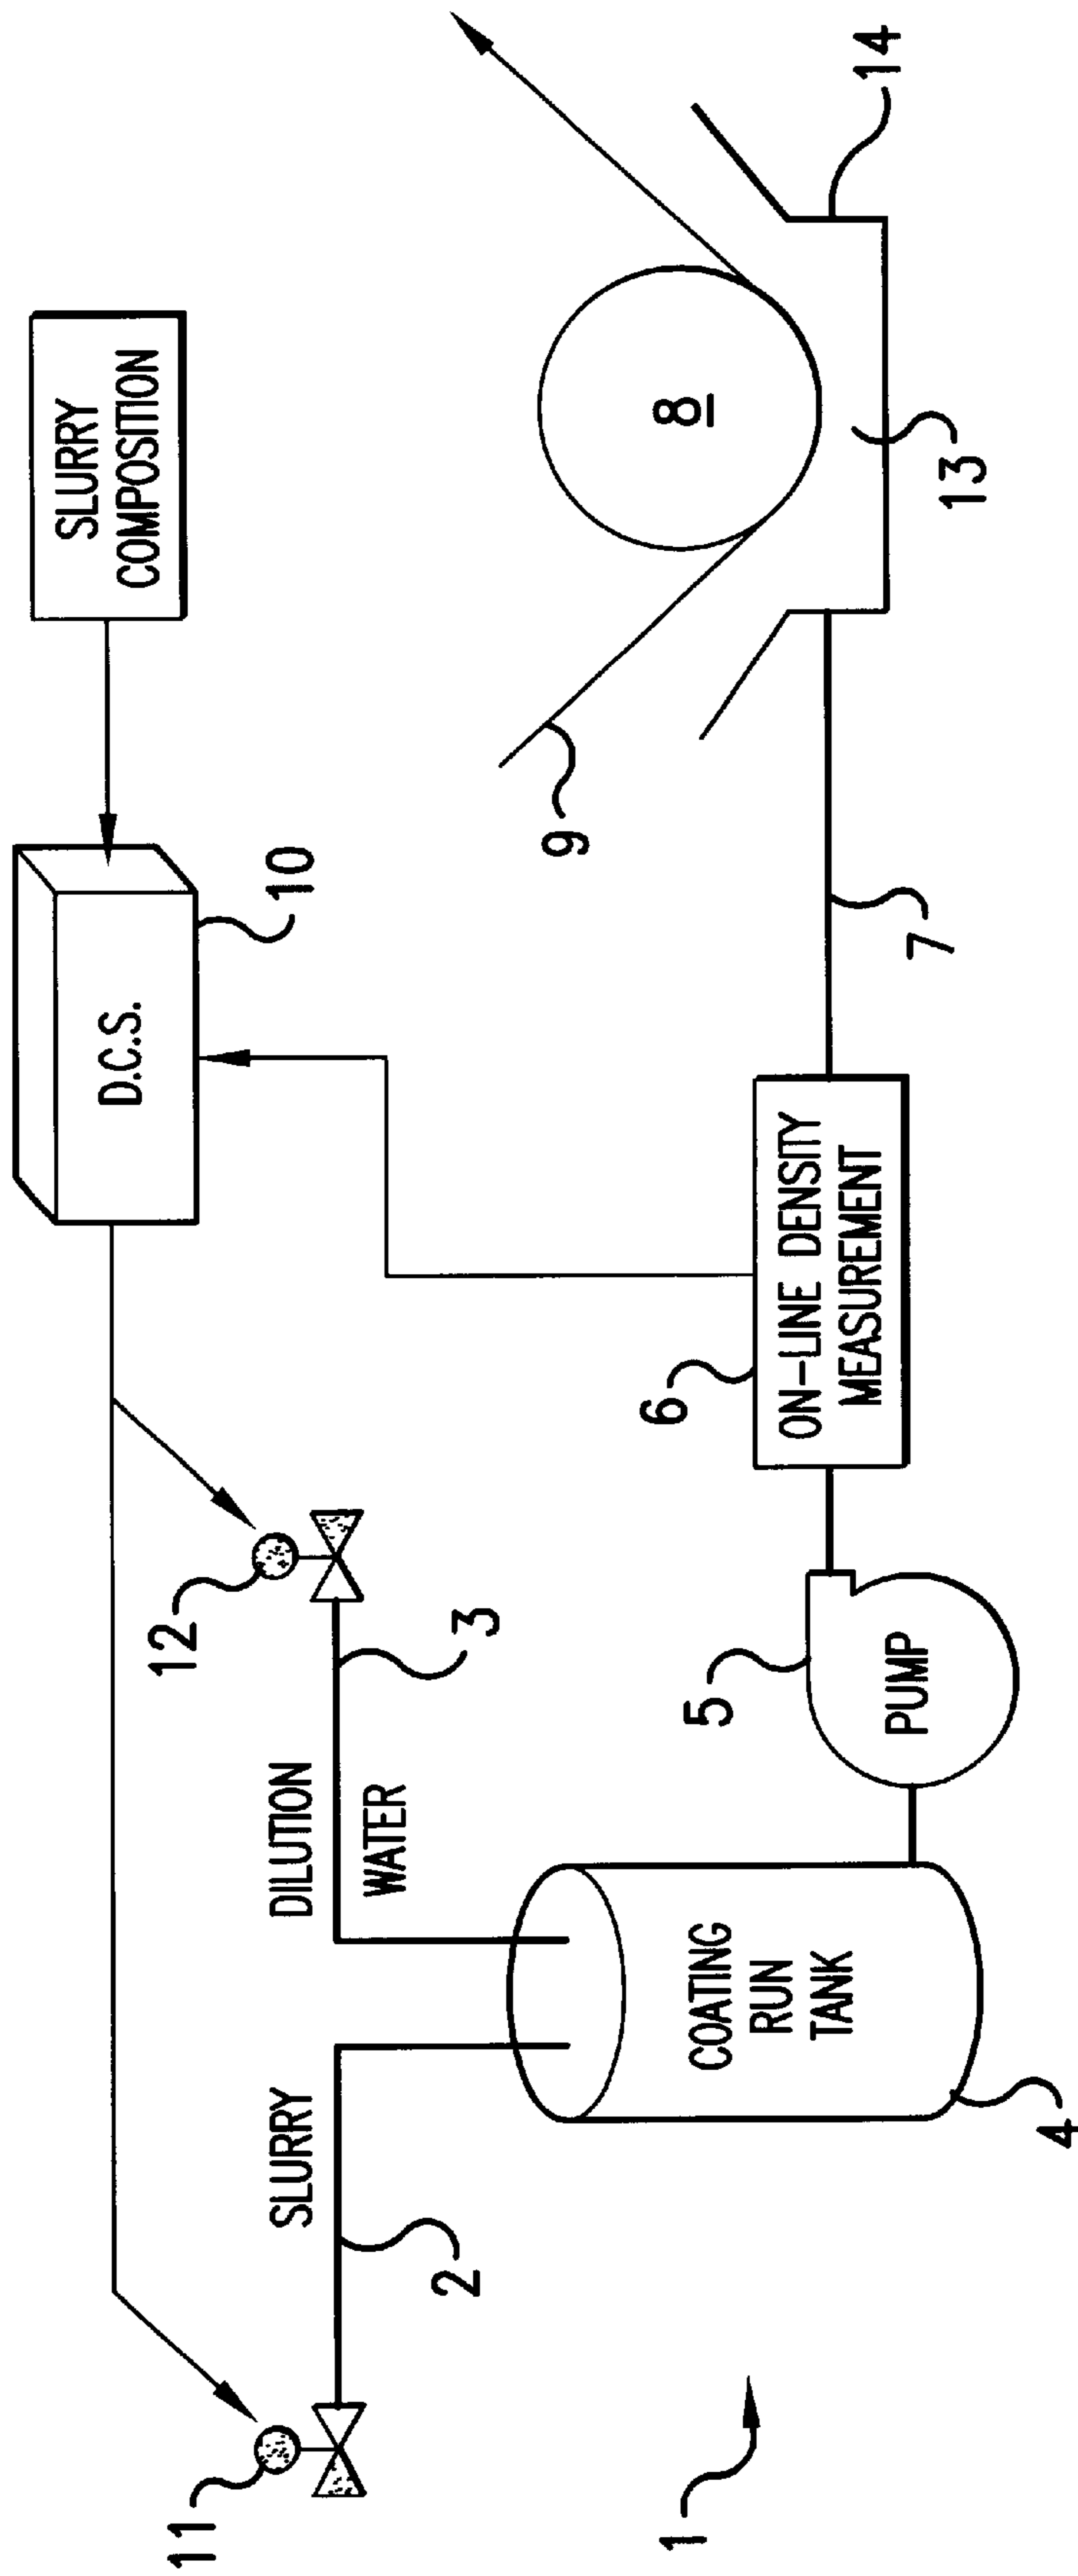 SLURRY
COMPOSITION
D.C.S.
10
11
12
SLURRY
2
DILUTION
WATER
3
COATING
RUN
TANK
4
5
PUMP
6
ON-LINE DENSITY
MEASUREMENT
7
9
8
13
14
1